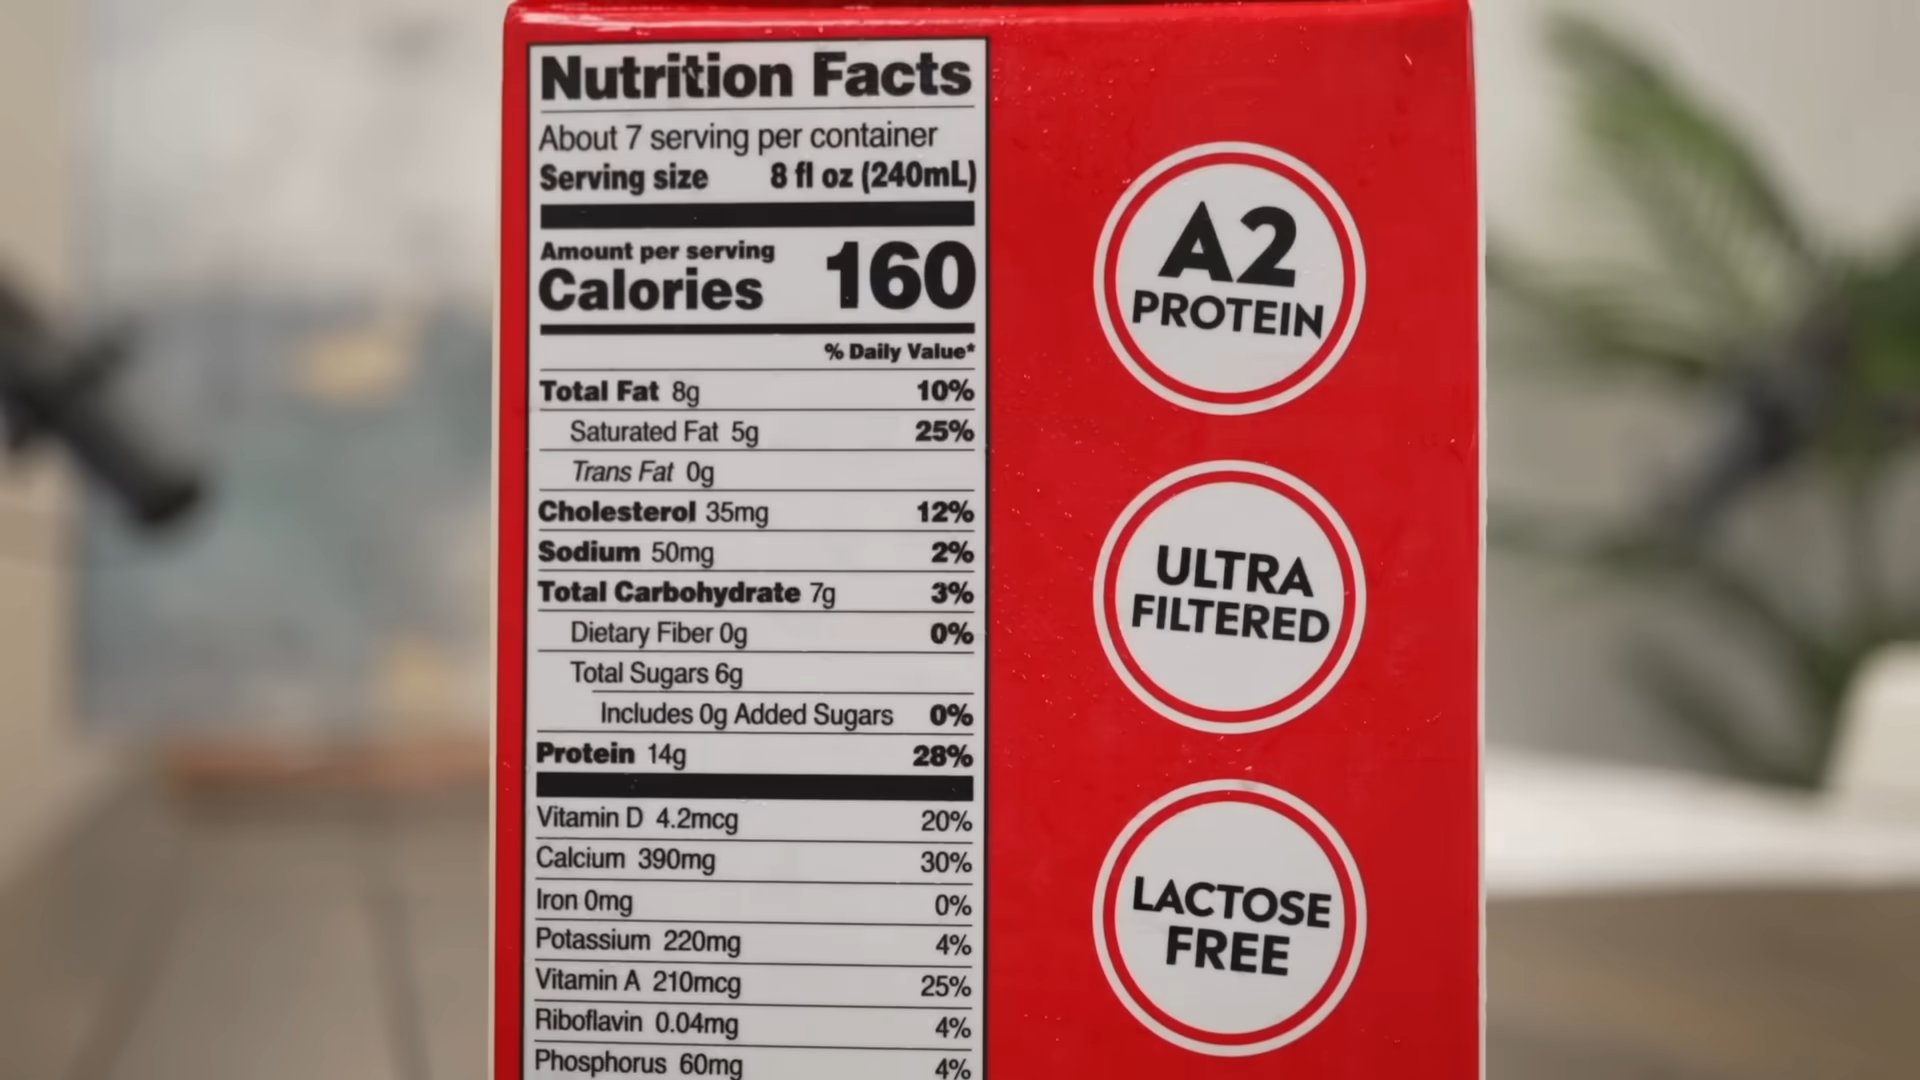 Nutrition Facts
About 7 serving per container
Serving size 8 fl oz (240mL)
Amount per serving
Calories 160
% Daily Value*
Total Fat 8g 10%
Saturated Fat 5g 25%
Trans Fat 0g
Cholesterol 35mg 12%
Sodium 50mg 2%
Total Carbohydrate 7g 3%
Dietary Fiber 0g 0%
Total Sugars 6g
Includes 0g Added Sugars 0%
Protein 14g 28%
Vitamin D 4.2mcg 20%
Calcium 390mg 30%
Iron 0mg 0%
Potassium 220mg 4%
Vitamin A 210mcg 25%
Riboflavin 0.04mg 4%
Phosphorus 60mg 4%
A2
PROTEIN
ULTRA
FILTERED
LACTOSE
FREE